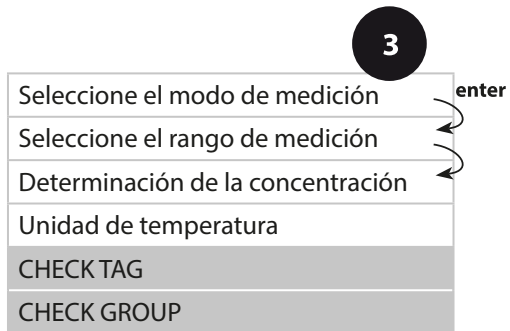 3
Seleccione el modo de medición
enter
Seleccione el rango de medición
Determinación de la concentración
Unidad de temperatura
CHECK TAG
CHECK GROUP